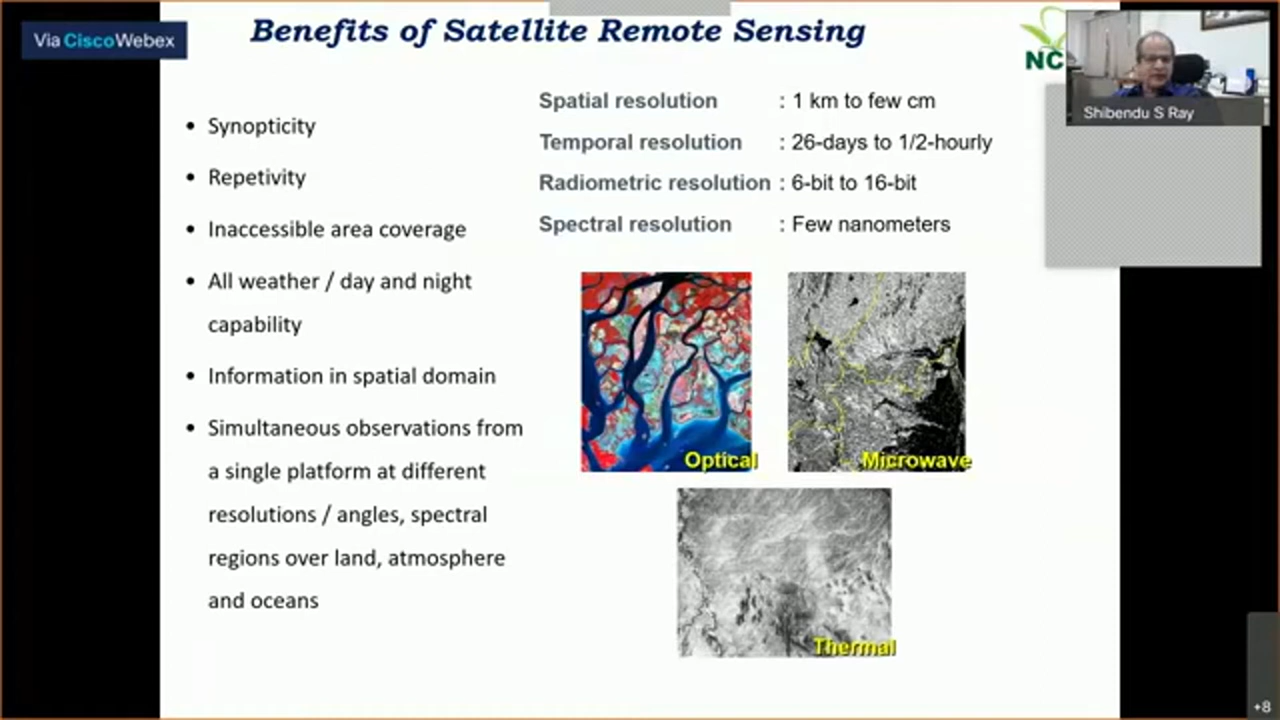 Benefits of Satellite Remote Sensing
Via CiscoWebex
NC
Shibendu S Ray
• Synopticity
• Repetivity
• Inaccessible area coverage
• All weather / day and night
capability
• Information in spatial domain
• Simultaneous observations from
a single platform at different
resolutions / angles, spectral
regions over land, atmosphere
and oceans
Spatial resolution : 1 km to few cm
Temporal resolution : 26-days to 1/2-hourly
Radiometric resolution : 6-bit to 16-bit
Spectral resolution : Few nanometers
Optical
Microwave
Thermal
+8